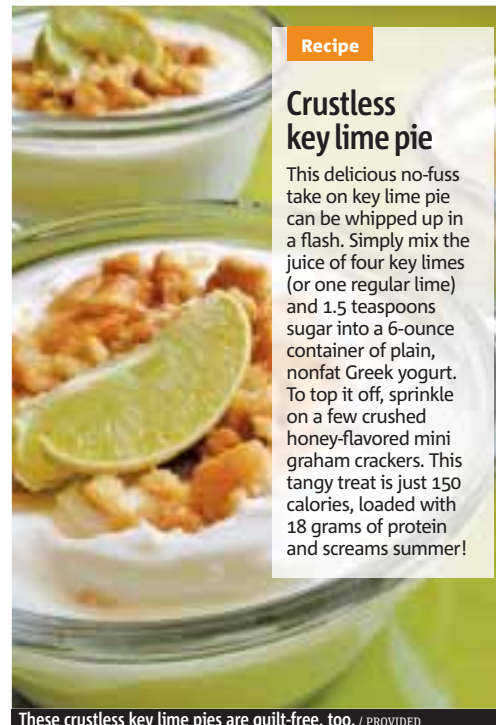 Recipe
Crustless
key lime pie
This delicious no-fuss
take on key lime pie
can be whipped up in
a flash. Simply mix the
juice of four key limes
(or one regular lime)
and 1.5 teaspoons
sugar into a 6-ounce
container of plain,
nonfat Greek yogurt.
To top it off, sprinkle
on a few crushed
honey-flavored mini
graham crackers. This
tangy treat is just 150
calories, loaded with
18 grams of protein
and screams summer!
These crustless key lime pies are guilt-free, too. / PROVIDED